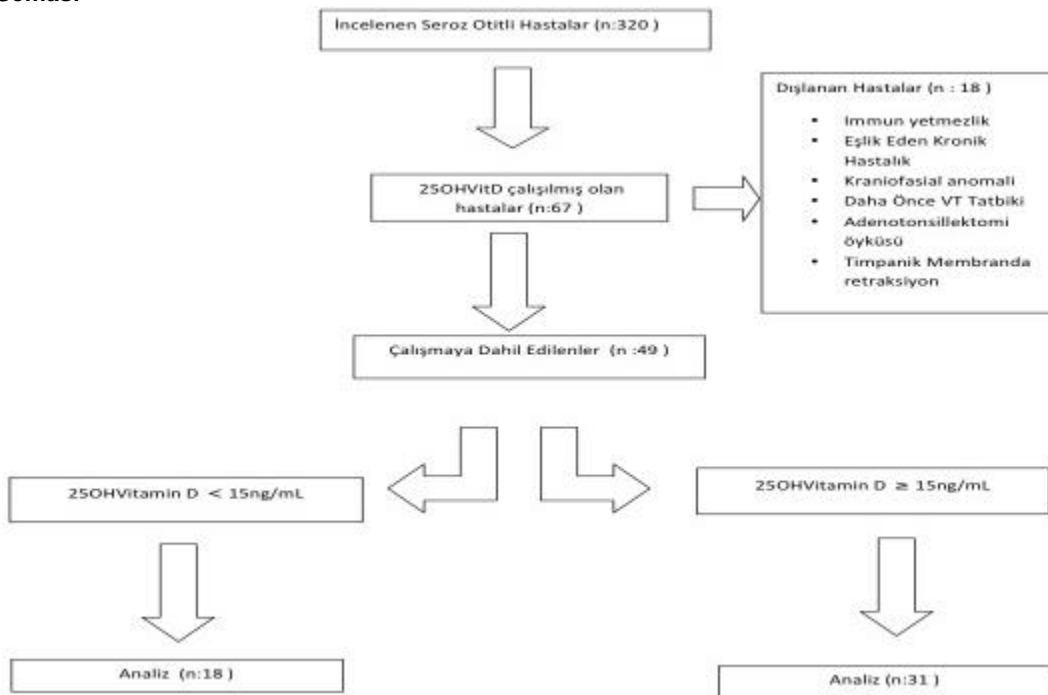 İncelenen Seroz Otitli Hastalar (n:320 )
Dışlanan Hastalar (n : 18 )
• Immun yetmezlik
• Eşlik Eden Kronik
Hastalık
• Kraniofasial anomali
• Daha Önce VT Tatbiki
• Adenotonsillektomi
öyküsü
• Timpanik Membranda
retraksiyon
25OHVitD çalışılmış olan
hastalar (n:67 )
Çalışmaya Dahil Edilenler (n :49 )
25OHVitamin D < 15ng/mL
25OHVitamin D ≥ 15ng/mL
Analiz (n:18 )
Analiz (n:31 )